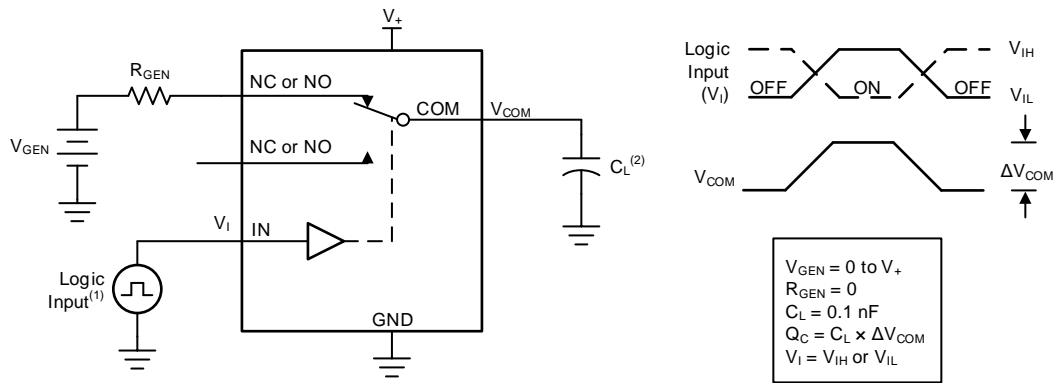 V+
RGEN
NC or NO
COM
VCOM
VGEN
NC or NO
CL(2)
VI
IN
Logic
Input(1)
GND
Logic
Input
(VI)
VIH
OFF
ON
OFF
VIL
VCOM
ΔVCOM
VGEN = 0 to V+
RGEN = 0
CL = 0.1 nF
QC = CL × ΔVCOM
VI = VIH or VIL